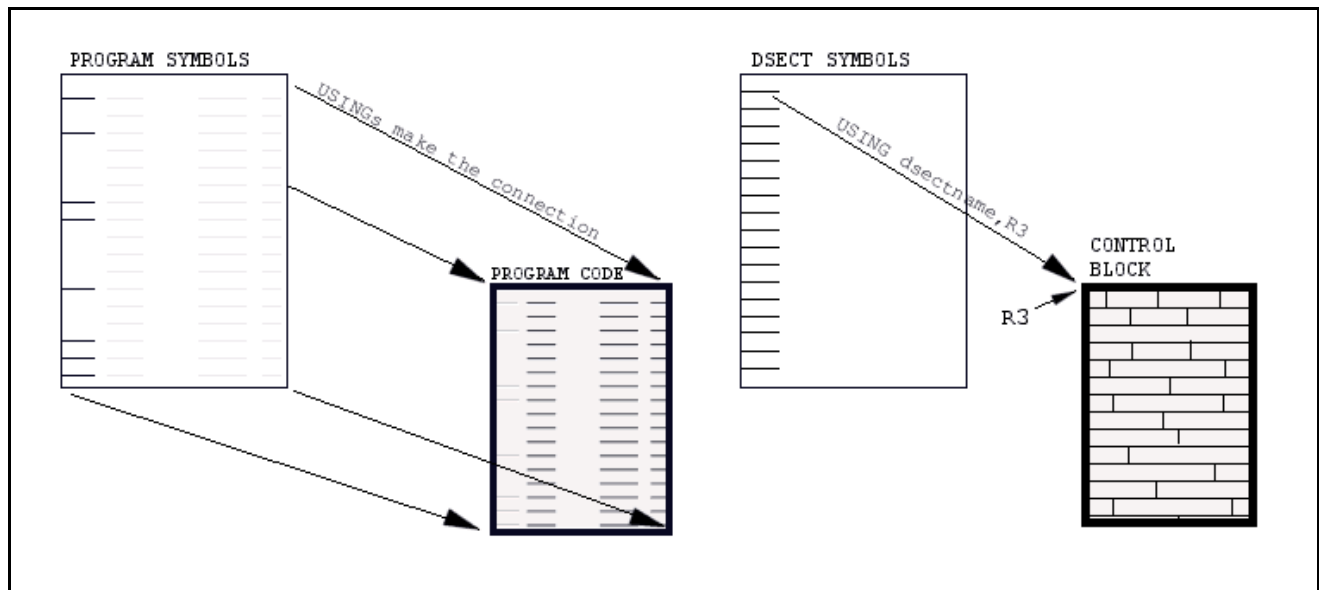 PROGRAM SYMBOLS
USINGs make the connection
PROGRAM CODE
DSECT SYMBOLS
USING dsectname,R3
CONTROL
BLOCK
R3